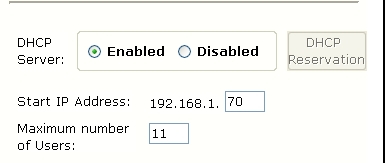 DHCP
Server:
Enabled
Disabled
DHCP
Reservation
Start IP Address: 192.168.1. 70
Maximum number
of Users:
11